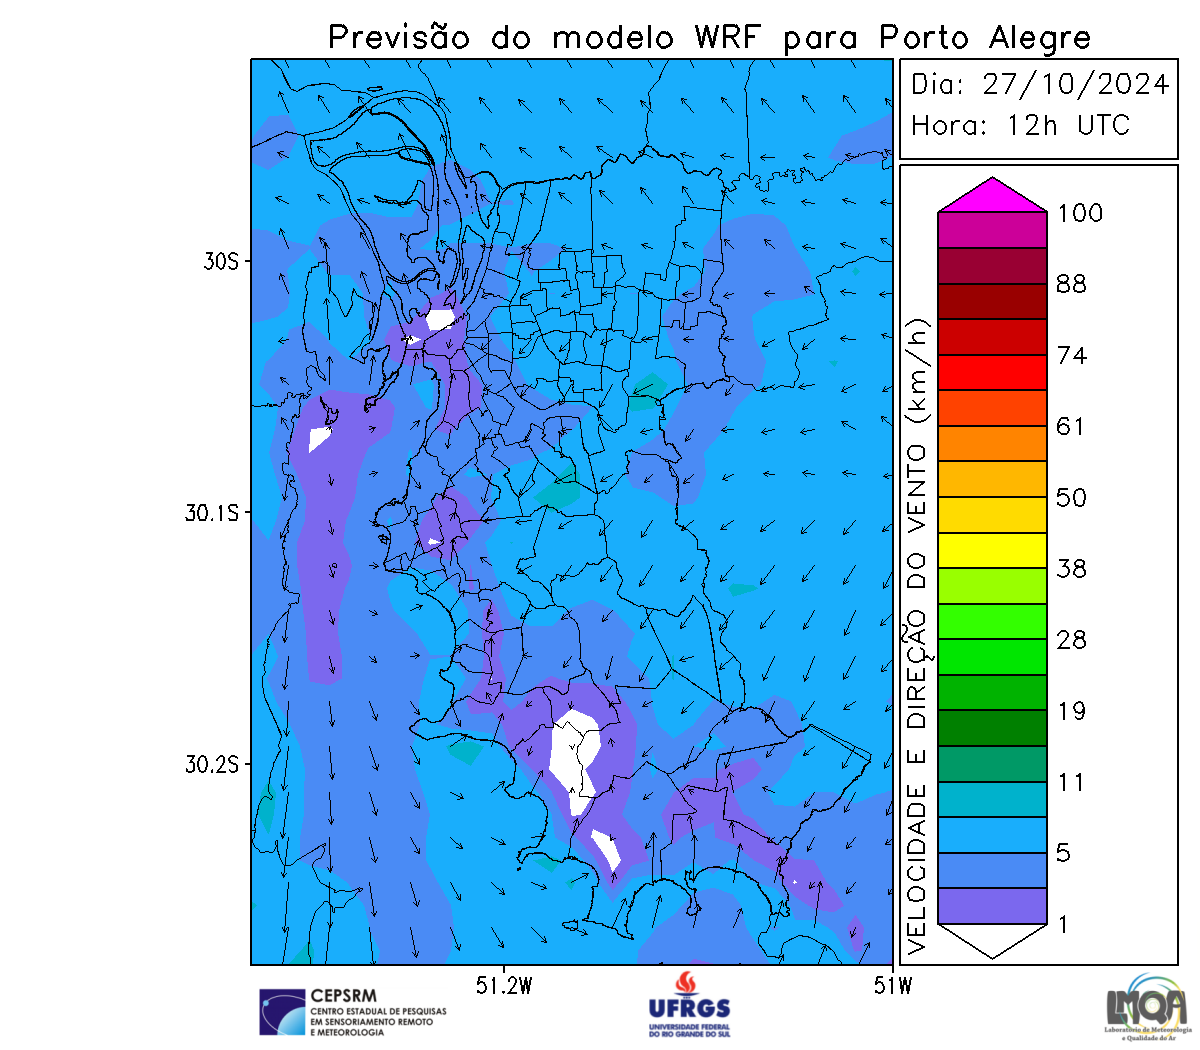 Previsão do modelo WRF para Porto Alegre
Dia: 27/10/2024
Hora: 12h UTC
30S
30.1S
30.2S
51.2W
51W
VELOCIDADE E DIREÇÃO DO VENTO (km/h)
100
88
74
61
50
38
28
19
11
5
1
CEPSRM
CENTRO ESTADUAL DE PESQUISAS
EM SENSORIAMENTO REMOTO
E METEOROLOGIA
UFRGS
UNIVERSIDADE FEDERAL
DO RIO GRANDE DO SUL
LMQA
Laboratório de Meteorologia
e Qualidade do Ar